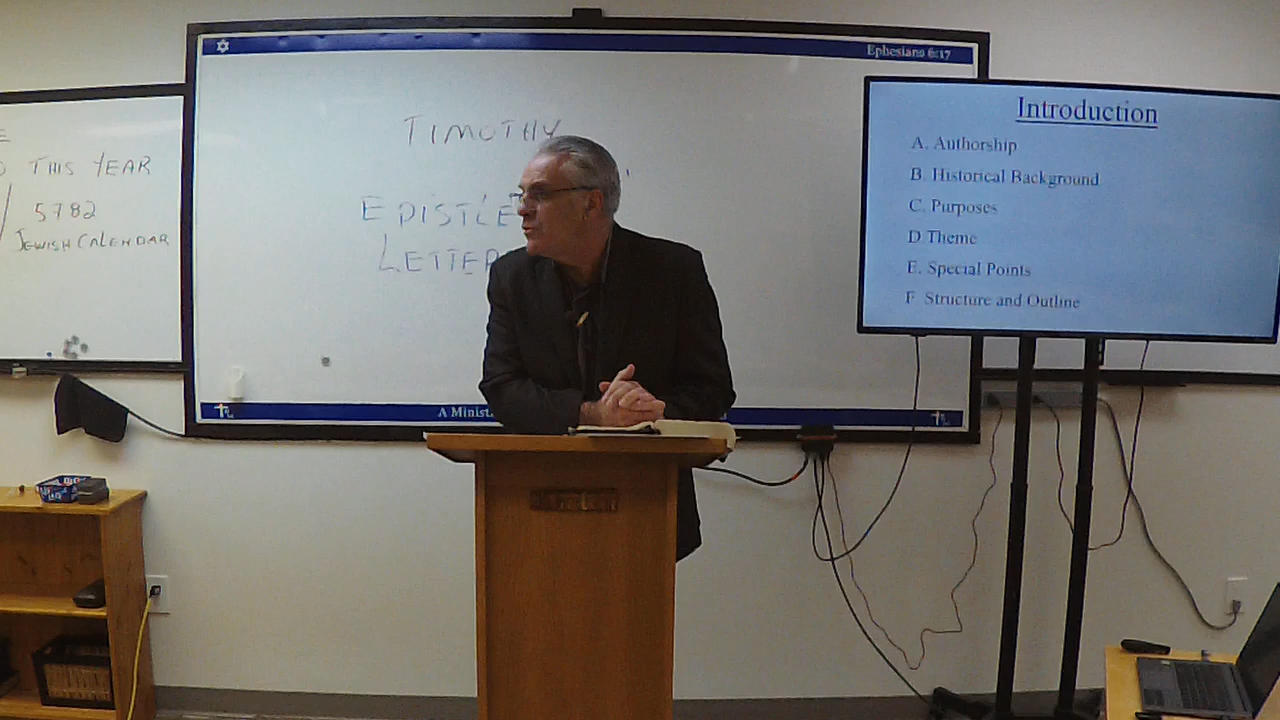 THIS YEAR
5782
JEWISH CALENDAR
Ephesians 6:17
TIMOTHY
EPISTLE
LETTER
A Minist
Introduction
A. Authorship
B. Historical Background
C. Purposes
D Theme
E. Special Points
F Structure and Outline